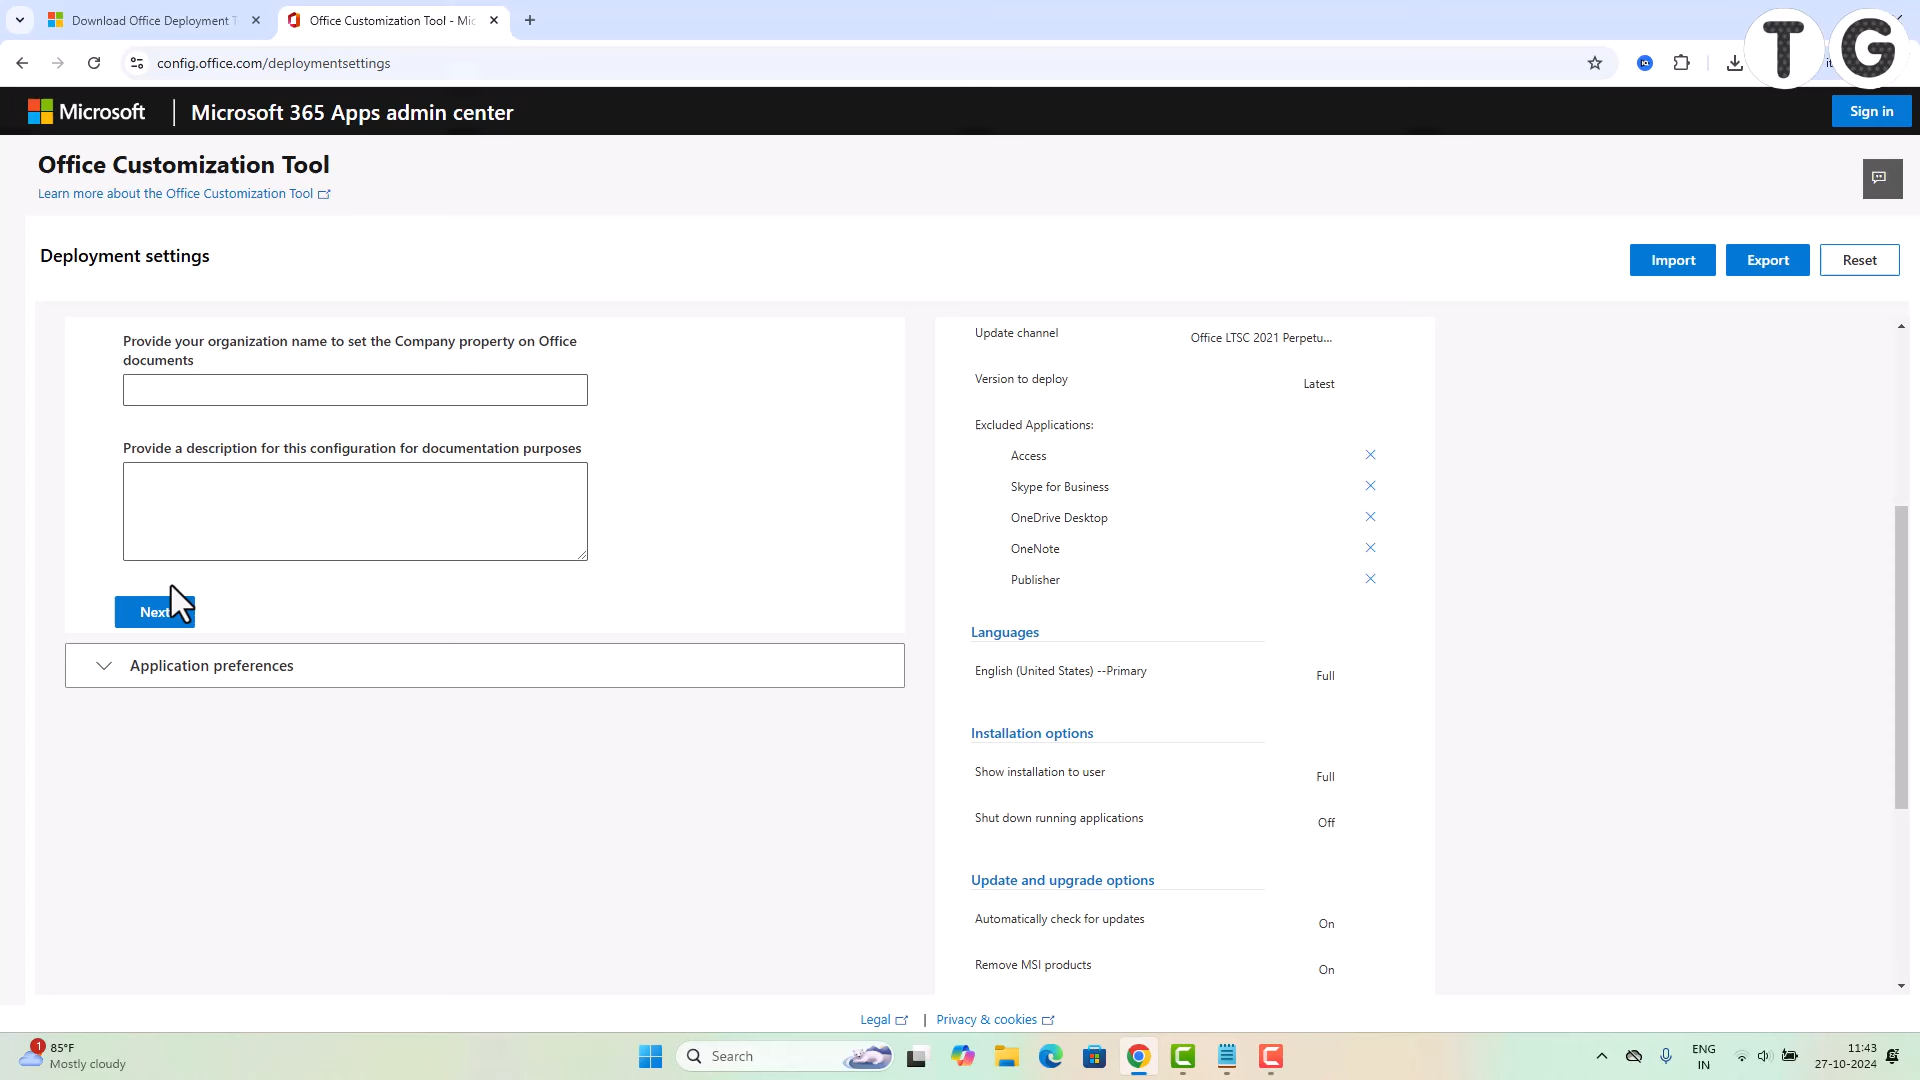 Download Office Deployment T
Office Customization Tool - Mic
config.office.com/deploymentsettings
TG
Microsoft
Microsoft 365 Apps admin center
Sign in
Office Customization Tool
Learn more about the Office Customization Tool
Deployment settings
Import
Export
Reset
Provide your organization name to set the Company property on Office
documents
Provide a description for this configuration for documentation purposes
Next
Application preferences
Update channel
Office LTSC 2021 Perpetu...
Version to deploy
Latest
Excluded Applications:
Access
Skype for Business
OneDrive Desktop
OneNote
Publisher
Languages
English (United States) --Primary
Full
Installation options
Show installation to user
Full
Shut down running applications
Off
Update and upgrade options
Automatically check for updates
On
Remove MSI products
On
Legal
|
Privacy & cookies
1
85°F
Mostly cloudy
Search
ENG
IN
11:43
27-10-2024